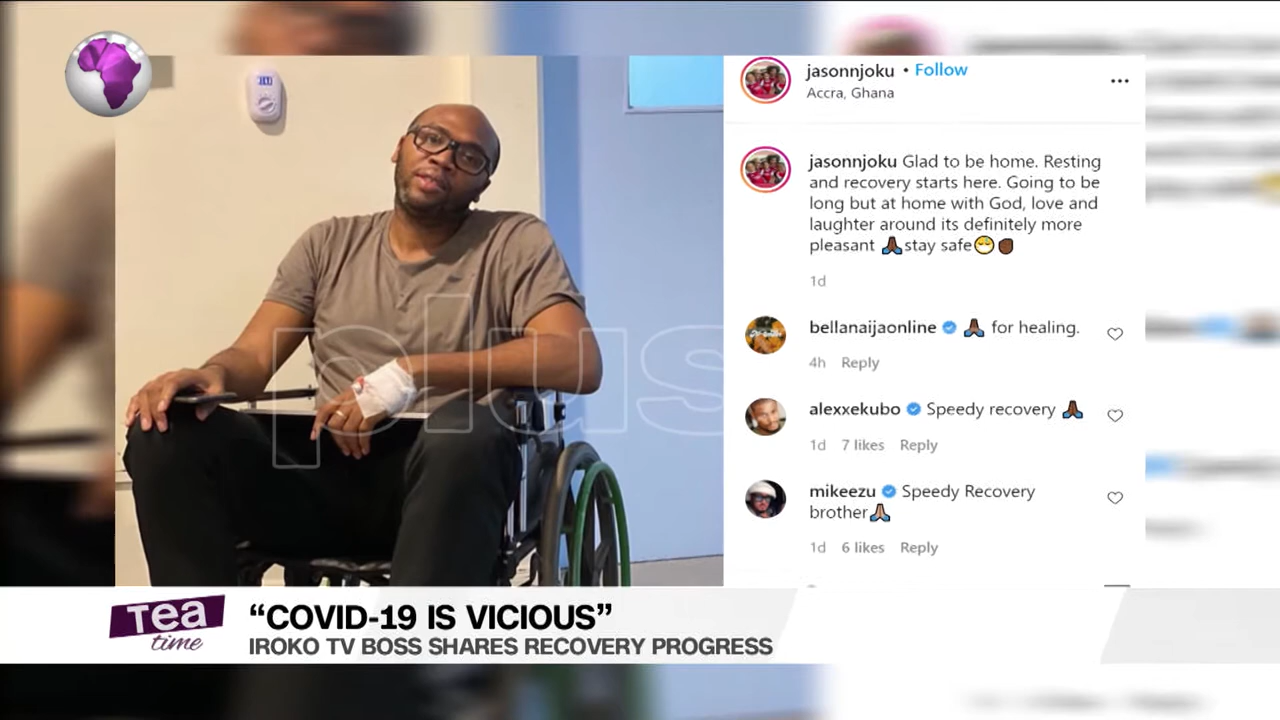 jasonnjoku • Follow
Accra, Ghana
jasonnjoku Glad to be home. Resting
and recovery starts here. Going to be
long but at home with God, love and
laughter around its definitely more
pleasant 🙏🏿stay safe😷✊🏿
1d
bellanaijaonline 🙏🏾 for healing.
4h Reply
alexxekubo Speedy recovery 🙏🏿
1d 7 likes Reply
mikeezu Speedy Recovery
brother🙏🏽
1d 6 likes Reply
plus
Tea
time
“COVID-19 IS VICIOUS”
IROKO TV BOSS SHARES RECOVERY PROGRESS